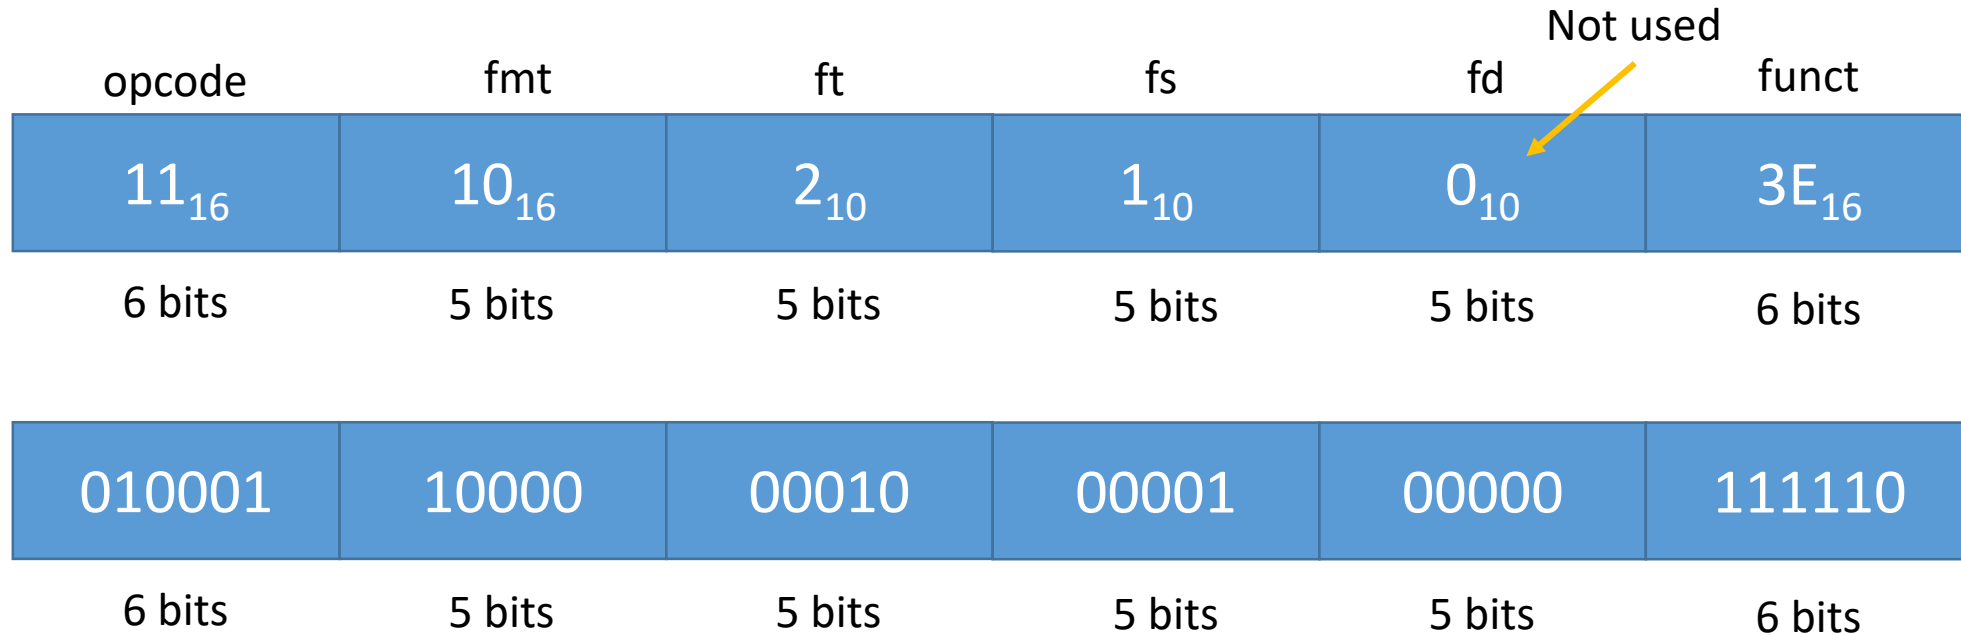 Not used
opcode fmt ft fs fd funct
11₁₆ 10₁₆ 2₁₀ 1₁₀ 0₁₀ 3E₁₆
6 bits 5 bits 5 bits 5 bits 5 bits 6 bits
010001 10000 00010 00001 00000 111110
6 bits 5 bits 5 bits 5 bits 5 bits 6 bits